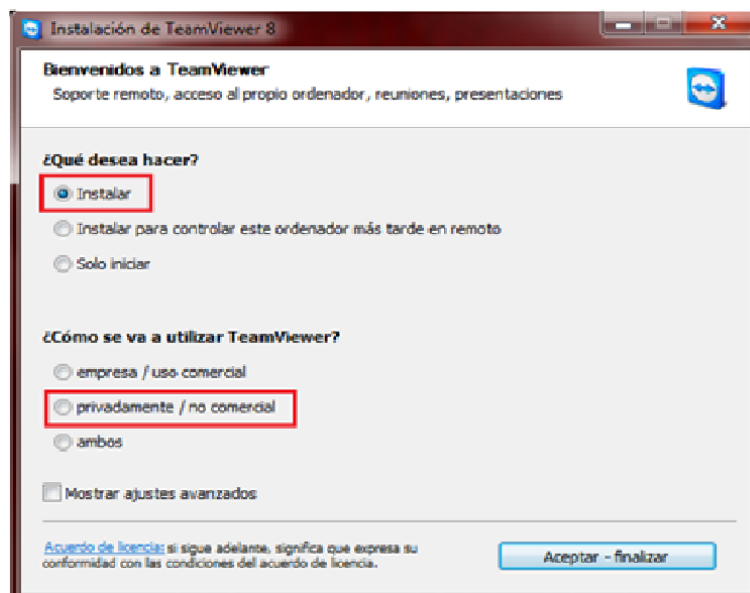 Instalación de TeamViewer 8
Bienvenidos a TeamViewer
Soporte remoto, acceso al propio ordenador, reuniones, presentaciones
¿Qué desea hacer?
Instalar
Instalar para controlar este ordenador más tarde en remoto
Solo iniciar
¿Cómo se va a utilizar TeamViewer?
empresa / uso comercial
privadamente / no comercial
ambos
Mostrar ajustes avanzados
Acuerdo de licencia: si sigue adelante, significa que expresa su
conformidad con las condiciones del acuerdo de licencia.
Aceptar - finalizar